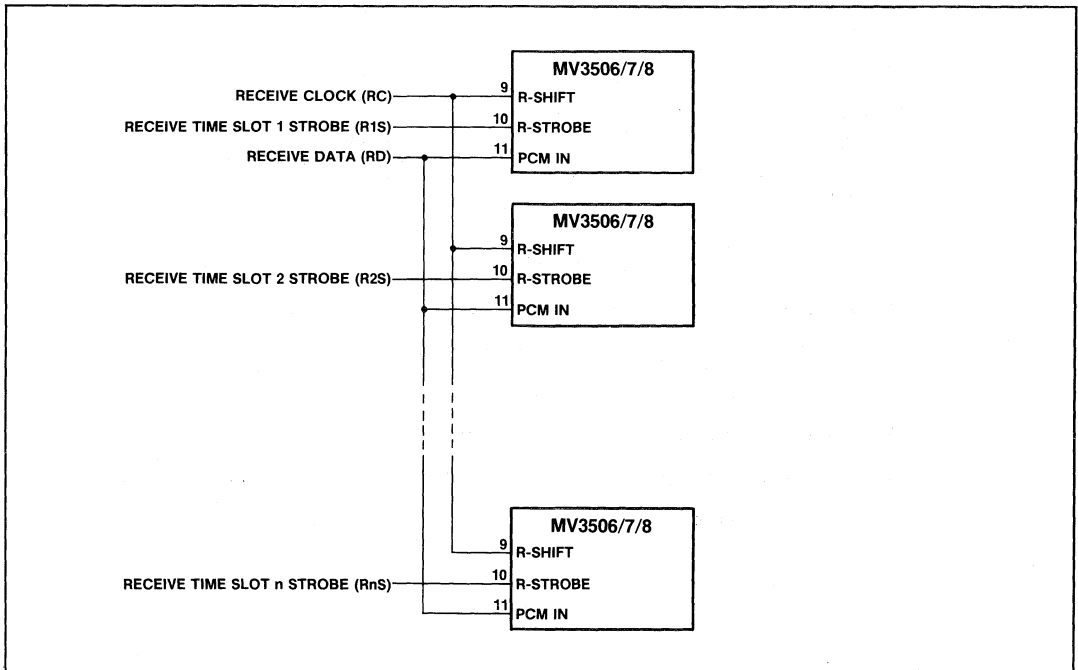 MV3506/7/8
RECEIVE CLOCK (RC) 9 R-SHIFT
RECEIVE TIME SLOT 1 STROBE (R1S) 10 R-STROBE
RECEIVE DATA (RD) 11 PCM IN
MV3506/7/8
9 R-SHIFT
RECEIVE TIME SLOT 2 STROBE (R2S) 10 R-STROBE
11 PCM IN
MV3506/7/8
9 R-SHIFT
RECEIVE TIME SLOT n STROBE (RnS) 10 R-STROBE
11 PCM IN